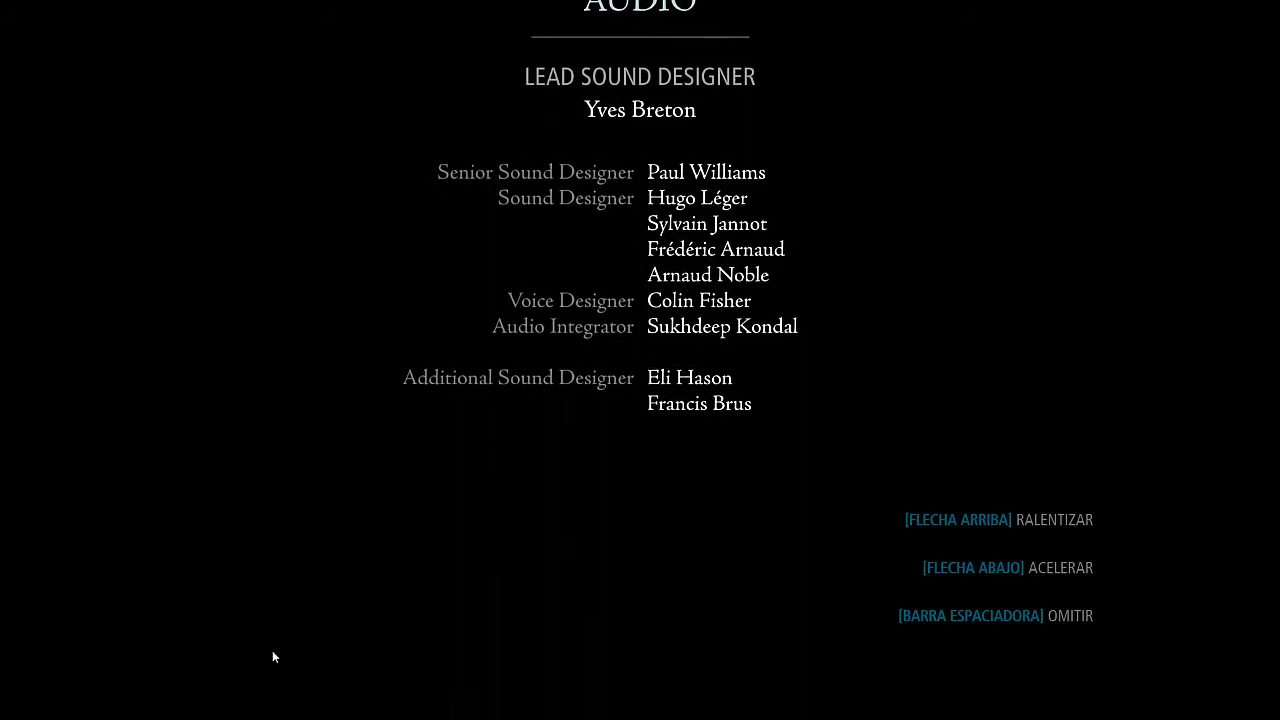 AUDIO
LEAD SOUND DESIGNER
Yves Breton
Senior Sound Designer Paul Williams
Sound Designer Hugo Léger
Sylvain Jannot
Frédéric Arnaud
Arnaud Noble
Voice Designer Colin Fisher
Audio Integrator Sukhdeep Kondal
Additional Sound Designer Eli Hason
Francis Brus
[FLECHA ARRIBA] RALENTIZAR
[FLECHA ABAJO] ACELERAR
[BARRA ESPACIADORA] OMITIR